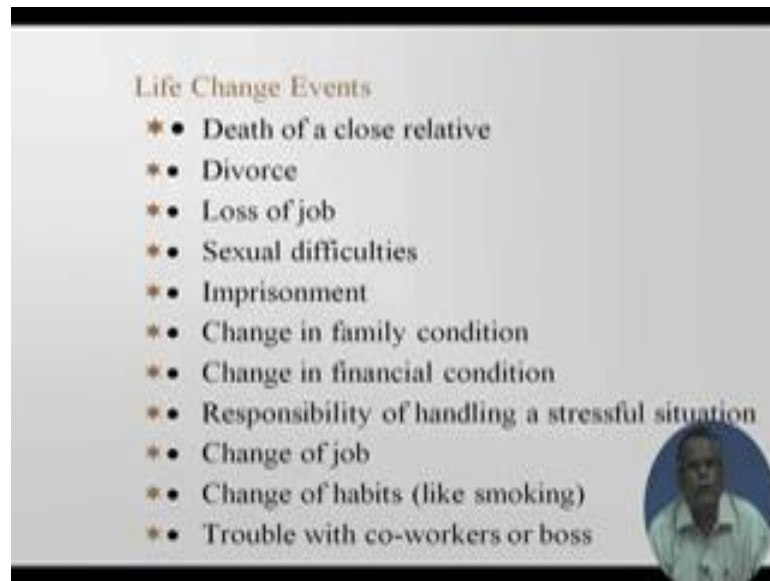 Life Change Events
* • Death of a close relative
* • Divorce
* • Loss of job
* • Sexual difficulties
* • Imprisonment
* • Change in family condition
* • Change in financial condition
* • Responsibility of handling a stressful situation
* • Change of job
* • Change of habits (like smoking)
* • Trouble with co-workers or boss